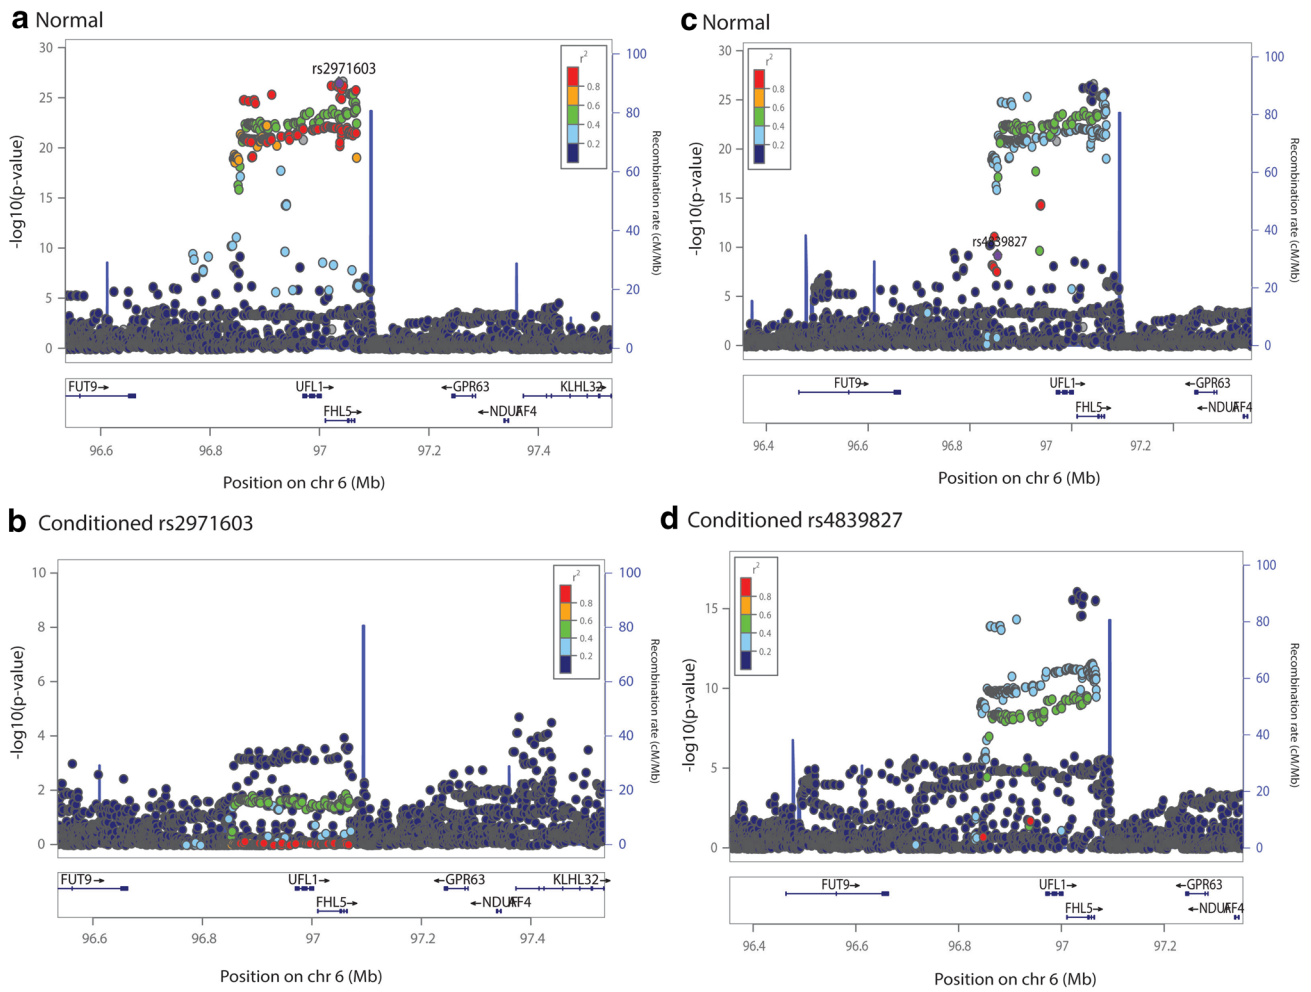 a Normal
30
25
20
15
10
5
0
-log10(p-value)
rs2971603
r2
0.8
0.6
0.4
0.2
100
80
60
40
20
0
Recombination rate (cM/Mb)
FUT9→ UFL1→ ←GPR63 KLHL32→
FHL5→ ←NDUFAF4
96.6 96.8 97 97.2 97.4
Position on chr 6 (Mb)
c Normal
30
25
20
15
10
5
0
-log10(p-value)
rs4839827
r2
0.8
0.6
0.4
0.2
100
80
60
40
20
0
Recombination rate (cM/Mb)
FUT9→ UFL1→ ←GPR63
FHL5→ ←NDUFAF4
96.4 96.6 96.8 97 97.2
Position on chr 6 (Mb)
b Conditioned rs2971603
10
8
6
4
2
0
-log10(p-value)
r2
0.8
0.6
0.4
0.2
100
80
60
40
20
0
Recombination rate (cM/Mb)
FUT9→ UFL1→ ←GPR63 KLHL32→
FHL5→ ←NDUFAF4
96.6 96.8 97 97.2 97.4
Position on chr 6 (Mb)
d Conditioned rs4839827
15
10
5
0
-log10(p-value)
r2
0.8
0.6
0.4
0.2
100
80
60
40
20
0
Recombination rate (cM/Mb)
FUT9→ UFL1→ ←GPR63
FHL5→ ←NDUFAF4
96.4 96.6 96.8 97 97.2
Position on chr 6 (Mb)